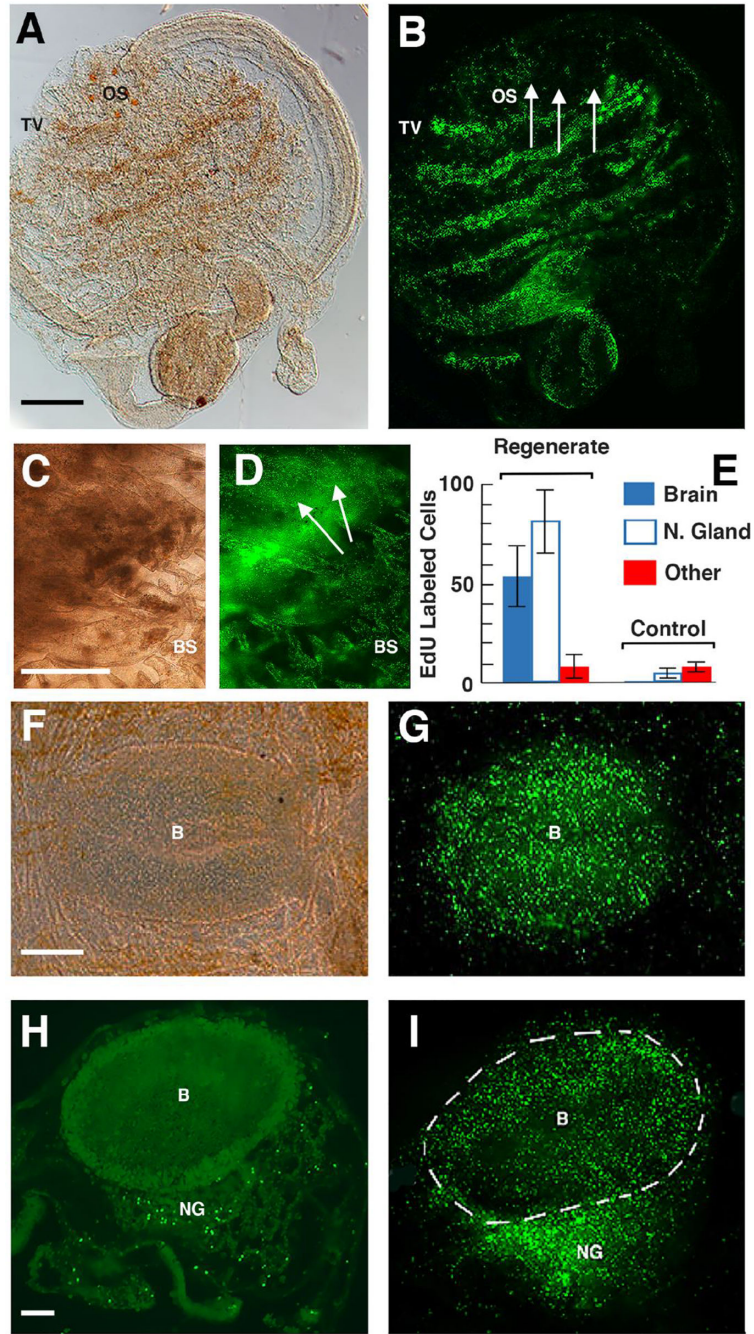 A
OS
TV
B
OS
TV
C
BS
D
BS
E
Regenerate
100
50
0
EdU Labeled Cells
Brain
N. Gland
Other
Control
F
B
G
B
H
B
NG
I
B
NG